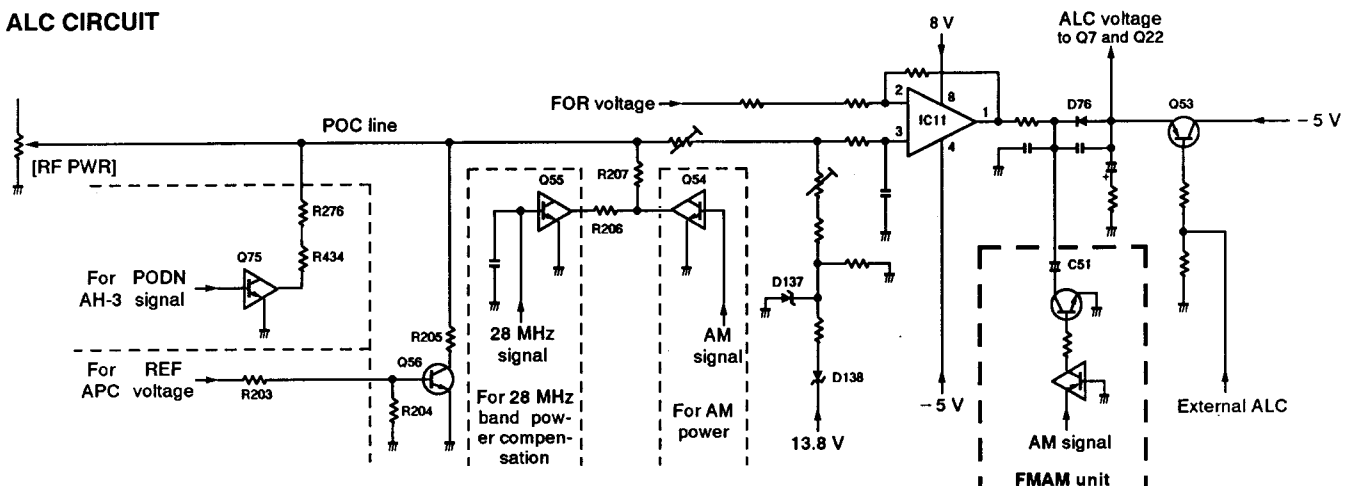 ALC CIRCUIT
8 V
ALC voltage
to Q7 and Q22
FOR voltage
2
8
IC11
1
D76
Q53
– 5 V
POC line
3
4
[RF PWR]
R207
Q55
Q54
R276
R206
R434
Q75
For PODN
AH-3 signal
D137
C51
R205
28 MHz
signal
AM
signal
For REF
APC voltage
Q56
R203
R204
D138
For 28 MHz
band pow-
er compen-
sation
For AM
power
– 5 V
External ALC
13.8 V
AM signal
FMAM unit